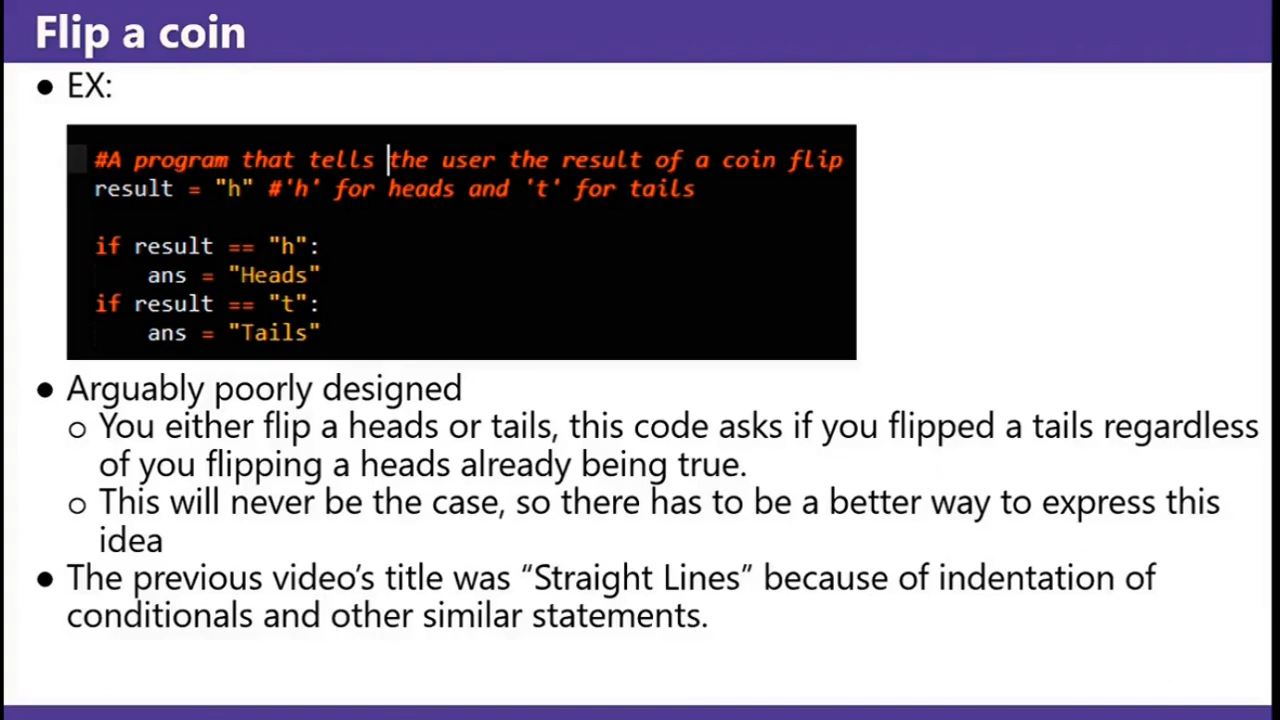 Flip a coin
● EX:
#A program that tells the user the result of a coin flip
result = "h" #'h' for heads and 't' for tails
if result == "h":
    ans = "Heads"
if result == "t":
    ans = "Tails"
● Arguably poorly designed
○ You either flip a heads or tails, this code asks if you flipped a tails regardless
of you flipping a heads already being true.
○ This will never be the case, so there has to be a better way to express this
idea
● The previous video’s title was “Straight Lines” because of indentation of
conditionals and other similar statements.